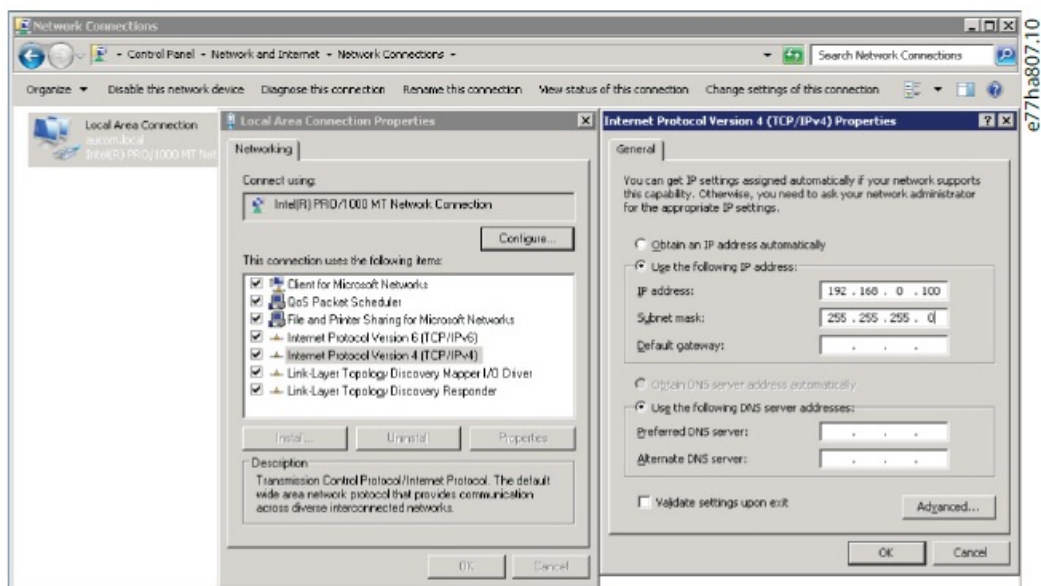 Network Connections
Control Panel Network and Internet Network Connections
Search Network Connections
Organize Disable this network device Diagnose this connection Rename this connection View status of this connection Change settings of this connection
Local Area Connection
aucom.local
Intel(R) PRO/1000 MT Net
Local Area Connection Properties
Networking
Connect using:
Intel(R) PRO/1000 MT Network Connection
Configure...
This connection uses the following items:
Client for Microsoft Networks
QoS Packet Scheduler
File and Printer Sharing for Microsoft Networks
Internet Protocol Version 6 (TCP/IPv6)
Internet Protocol Version 4 (TCP/IPv4)
Link-Layer Topology Discovery Mapper I/O Driver
Link-Layer Topology Discovery Responder
Install... Uninstall Properties
Description
Transmission Control Protocol/Internet Protocol. The default
wide area network protocol that provides communication
across diverse interconnected networks.
OK Cancel
Internet Protocol Version 4 (TCP/IPv4) Properties
General
You can get IP settings assigned automatically if your network supports
this capability. Otherwise, you need to ask your network administrator
for the appropriate IP settings.
Obtain an IP address automatically
Use the following IP address:
IP address: 192 . 168 . 0 . 100
Subnet mask: 255 . 255 . 255 . 0
Default gateway: . . .
Obtain DNS server address automatically
Use the following DNS server addresses:
Preferred DNS server: . . .
Alternate DNS server: . . .
Validate settings upon exit
Advanced...
OK Cancel
e77ha807.10